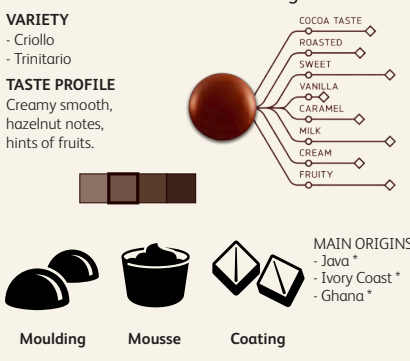 VARIETY
- Criollo
- Trinitario
TASTE PROFILE
Creamy smooth,
hazelnut notes,
hints of fruits.
COCOA TASTE
ROASTED
SWEET
VANILLA
CARAMEL
MILK
CREAM
FRUITY
MAIN ORIGINS
- Java *
- Ivory Coast *
- Ghana *
Moulding
Mousse
Coating